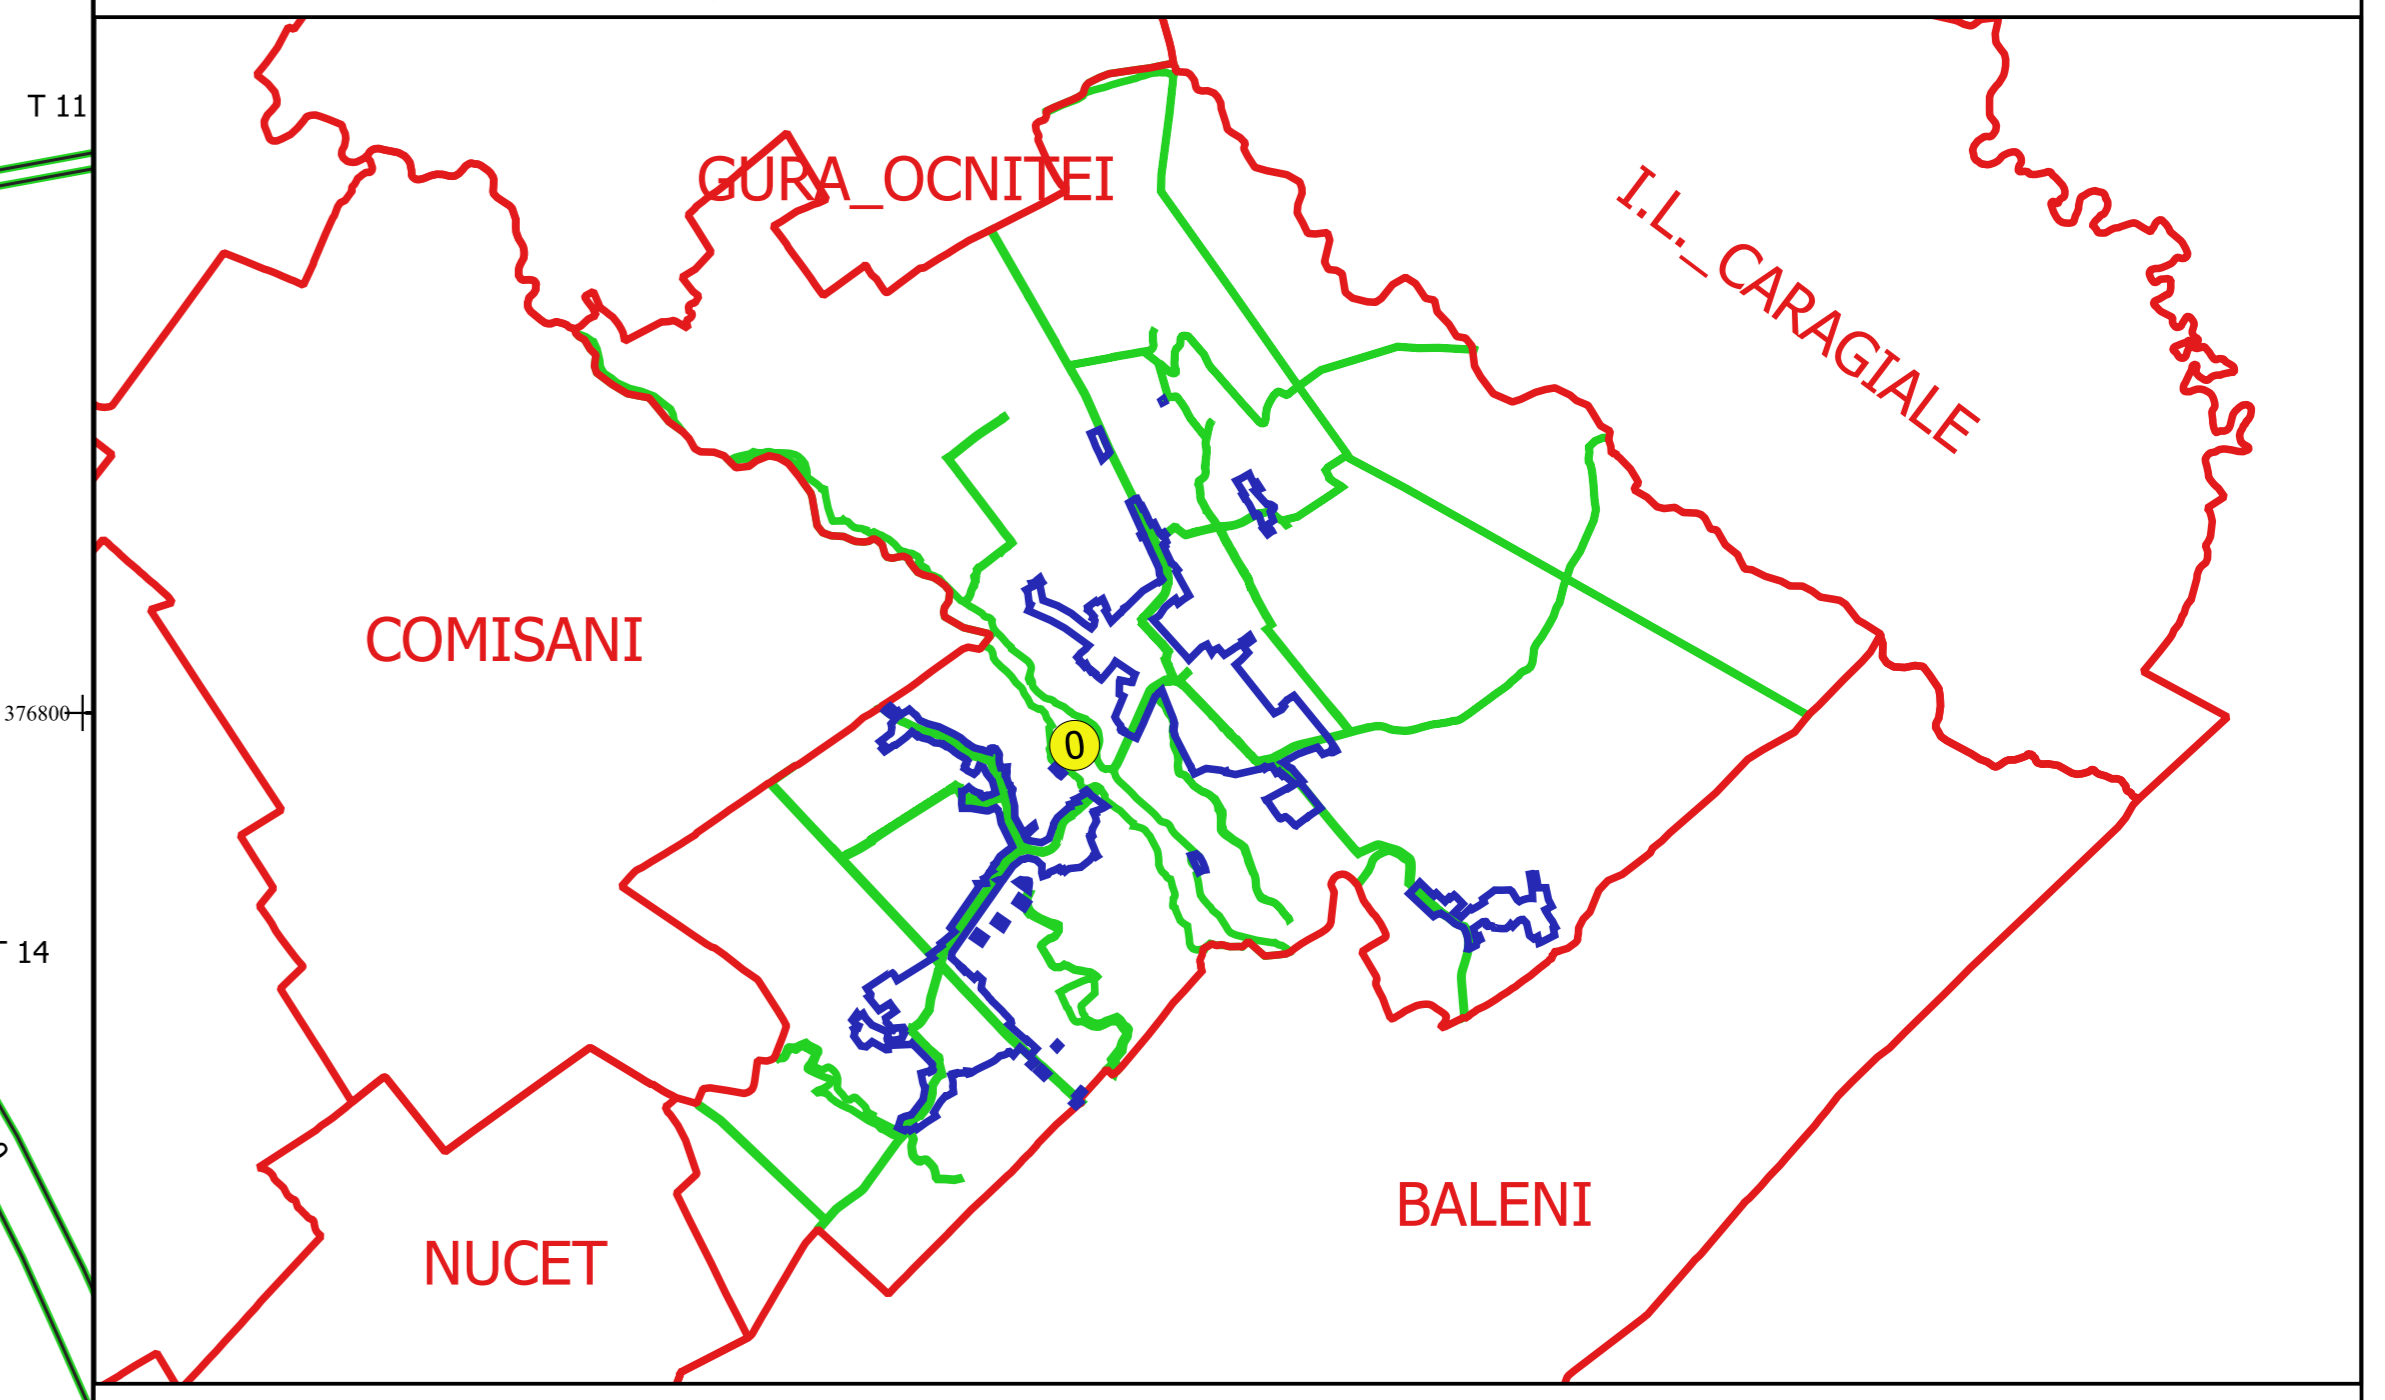 T 11
GURA_OCNITEI
I.L._CARAGIALE
COMISANI
376800
0
14
BALENI
NUCET